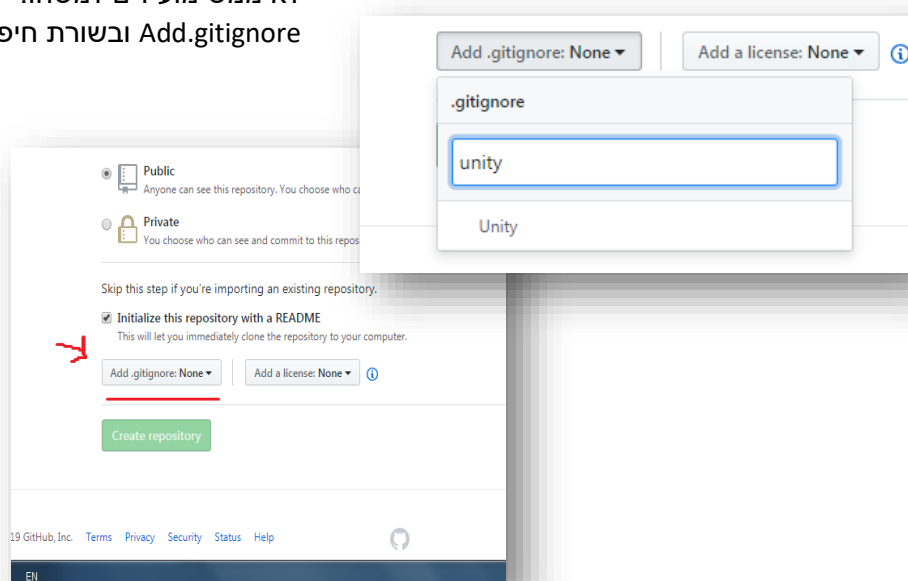 Add.gitignore ובשורת
Add .gitignore: None
Add a license: None
.gitignore
unity
Unity
Public
Anyone can see this repository. You choose who
Private
You choose who can see and commit to this
Skip this step if you're importing an existing repository.
Initialize this repository with a README
This will let you immediately clone the repository to your computer.
Add .gitignore: None
Add a license: None
Create repository
19 GitHub, Inc. Terms Privacy Security Status Help
EN